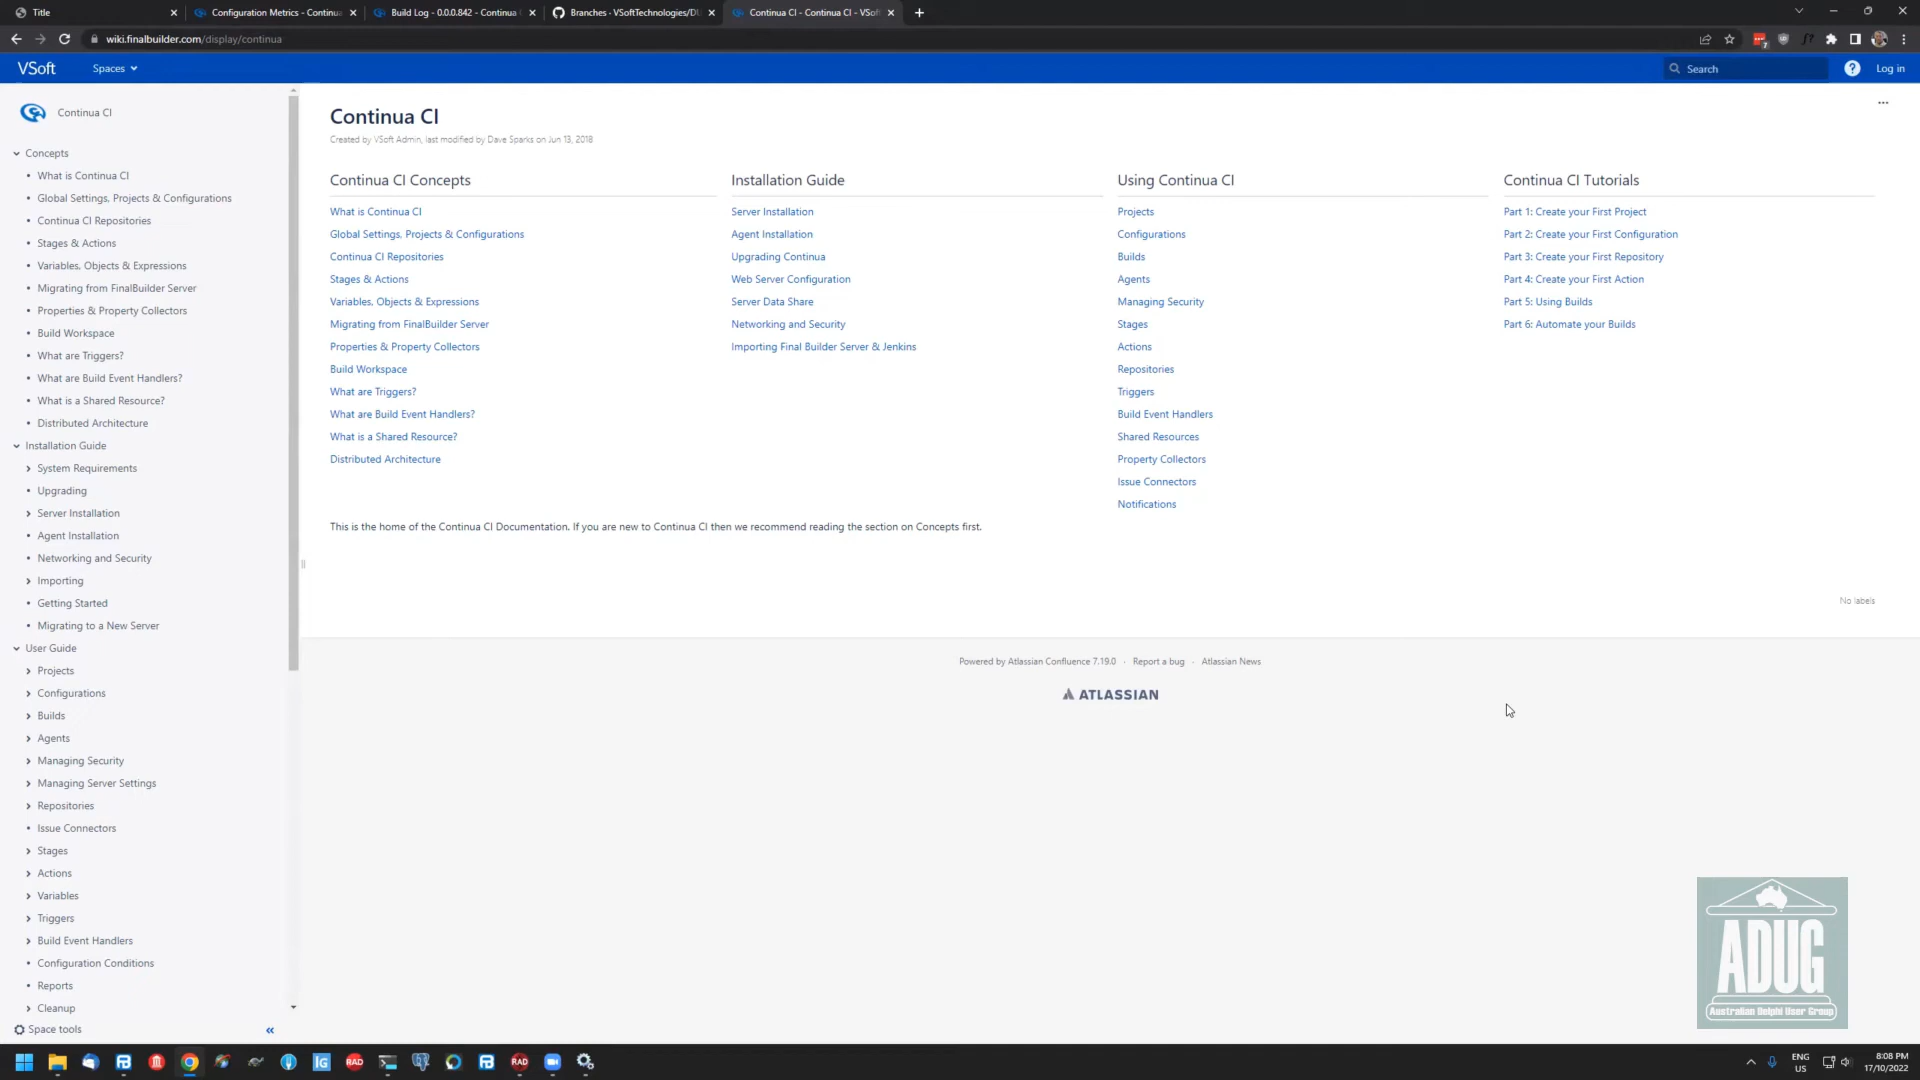 Title
Configuration Metrics - Continua
Build Log - 0.0.0.842 - Continua
Branches · VSoftTechnologies/DU
Continua CI - Continua CI - VSoft
wiki.finalbuilder.com/display/continua
VSoft
Spaces
Search
Log in
Continua CI
Concepts
What is Continua CI
Global Settings, Projects & Configurations
Continua CI Repositories
Stages & Actions
Variables, Objects & Expressions
Migrating from FinalBuilder Server
Properties & Property Collectors
Build Workspace
What are Triggers?
What are Build Event Handlers?
What is a Shared Resource?
Distributed Architecture
Installation Guide
System Requirements
Upgrading
Server Installation
Agent Installation
Networking and Security
Importing
Getting Started
Migrating to a New Server
User Guide
Projects
Configurations
Builds
Agents
Managing Security
Managing Server Settings
Repositories
Issue Connectors
Stages
Actions
Variables
Triggers
Build Event Handlers
Configuration Conditions
Reports
Cleanup
Space tools
Continua CI
Created by VSoft Admin, last modified by Dave Sparks on Jun 13, 2018
Continua CI Concepts
What is Continua CI
Global Settings, Projects & Configurations
Continua CI Repositories
Stages & Actions
Variables, Objects & Expressions
Migrating from FinalBuilder Server
Properties & Property Collectors
Build Workspace
What are Triggers?
What are Build Event Handlers?
What is a Shared Resource?
Distributed Architecture
Installation Guide
Server Installation
Agent Installation
Upgrading Continua
Web Server Configuration
Server Data Share
Networking and Security
Importing Final Builder Server & Jenkins
Using Continua CI
Projects
Configurations
Builds
Agents
Managing Security
Stages
Actions
Repositories
Triggers
Build Event Handlers
Shared Resources
Property Collectors
Issue Connectors
Notifications
Continua CI Tutorials
Part 1: Create your First Project
Part 2: Create your First Configuration
Part 3: Create your First Repository
Part 4: Create your First Action
Part 5: Using Builds
Part 6: Automate your Builds
This is the home of the Continua CI Documentation. If you are new to Continua CI then we recommend reading the section on Concepts first.
No labels
Powered by Atlassian Confluence 7.19.0 · Report a bug · Atlassian News
ATLASSIAN
ADUG
Australian Delphi User Group
IG
RAD
RAD
ENG
US
8:08 PM
17/10/2022